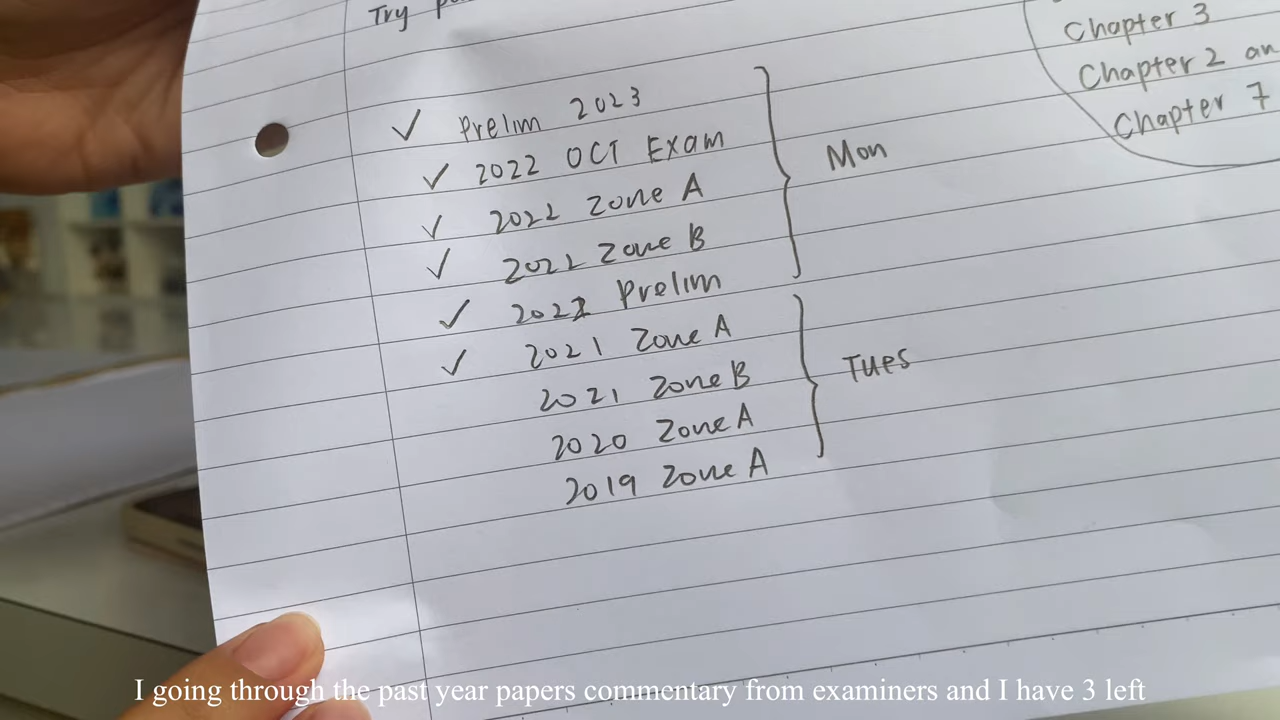 Try
Chapter 3
Chapter 2 an
Chapter 7
✓ Prelim 2023
✓ 2022 OCT Exam
✓ 2022 Zone A
✓ 2022 Zone B
Mon
✓ 2022 Prelim
✓ 2021 Zone A
2021 Zone B
2020 Zone A
2019 Zone A
Tues
I going through the past year papers commentary from examiners and I have 3 left